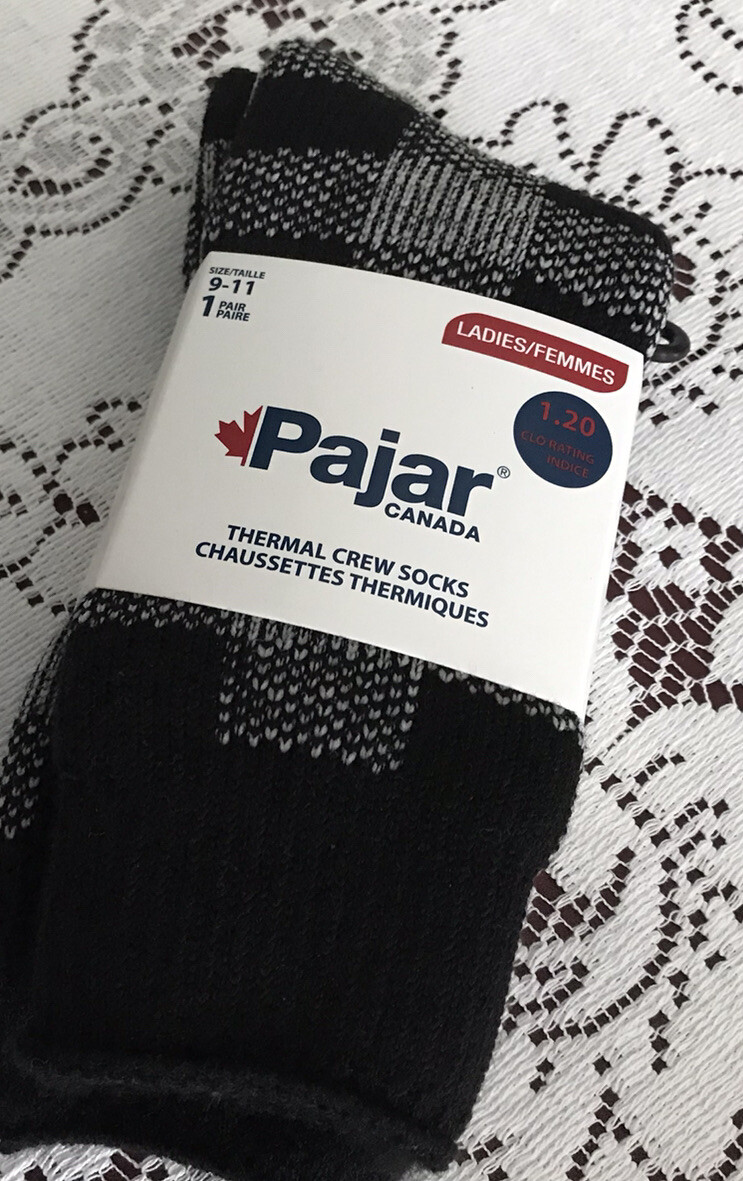 SIZE/TAILLE
9-11
1 PAIR
PAIRE
LADIES/FEMMES
1.20
CLO RATING
INDICE
Pajar®
CANADA
THERMAL CREW SOCKS
CHAUSSETTES THERMIQUES